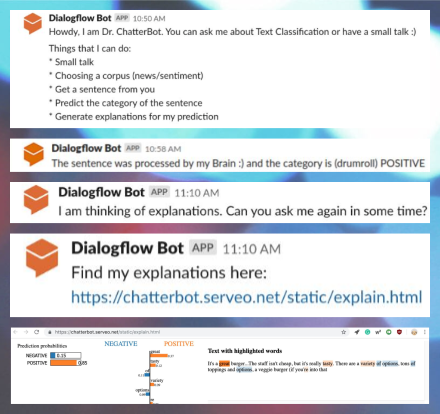 Dialogflow Bot APP 10:50 AM
Howdy, I am Dr. ChatterBot. You can ask me about Text Classification or have a small talk :)
Things that I can do:
* Small talk
* Choosing a corpus (news/sentiment)
* Get a sentence from you
* Predict the category of the sentence
* Generate explanations for my prediction
Dialogflow Bot APP 10:58 AM
The sentence was processed by my Brain :) and the category is (drumroll) POSITIVE
Dialogflow Bot APP 11:10 AM
I am thinking of explanations. Can you ask me again in some time?
Dialogflow Bot APP 11:10 AM
Find my explanations here:
https://chatterbot.serveo.net/static/explain.html
https://chatterbot.serveo.net/static/explain.html
Prediction probabilities
NEGATIVE 0.15
POSITIVE 0.85
NEGATIVE POSITIVE
great
tasty
of
variety
options
Text with highlighted words
It's a great burger. The staff isn't cheap, but it's really tasty. There are a variety of options, tons of
toppings and options, a veggie burger (if you're into that